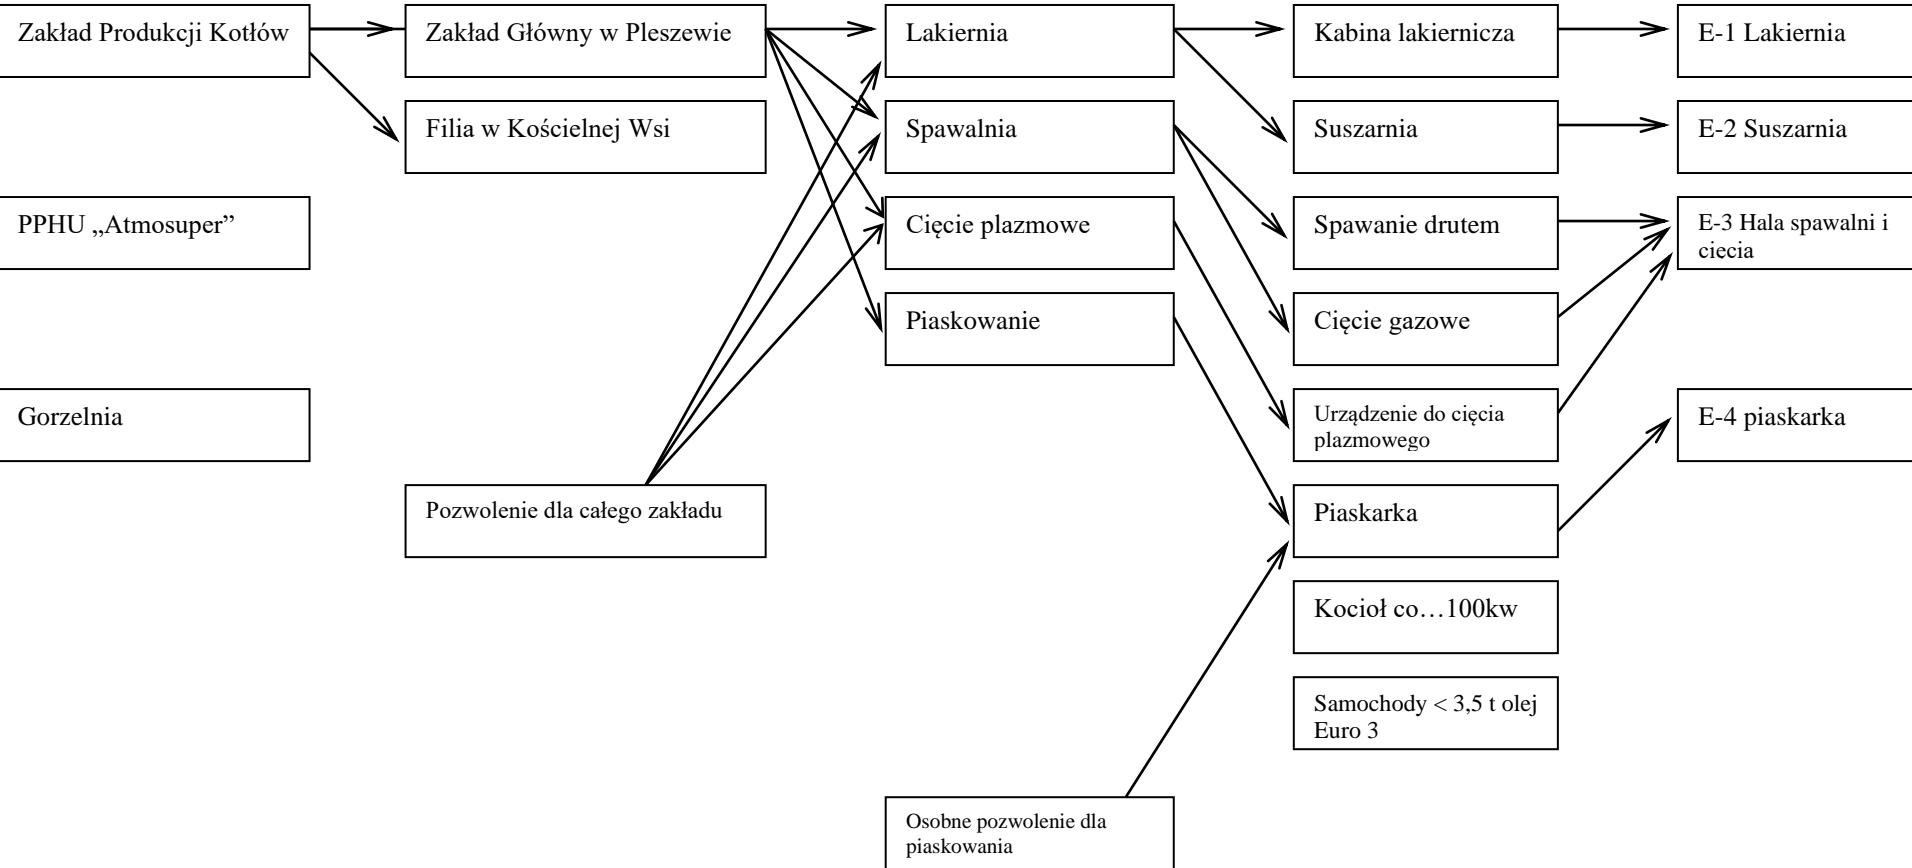 Zakład Produkcji Kotłów
Zakład Główny w Pleszewie
Lakiernia
Kabina lakiernicza
E-1 Lakiernia
Filia w Kościelnej Wsi
Spawalnia
Suszarnia
E-2 Suszarnia
PPHU „Atmosuper”
Cięcie plazmowe
Spawanie drutem
E-3 Hala spawalni i
cięcia
Piaskowanie
Cięcie gazowe
Gorzelnia
Urządzenie do cięcia
plazmowego
E-4 piaskarka
Pozwolenie dla całego zakładu
Piaskarka
Kocioł co…100kw
Samochody < 3,5 t olej
Euro 3
Osobne pozwolenie dla
piaskowania